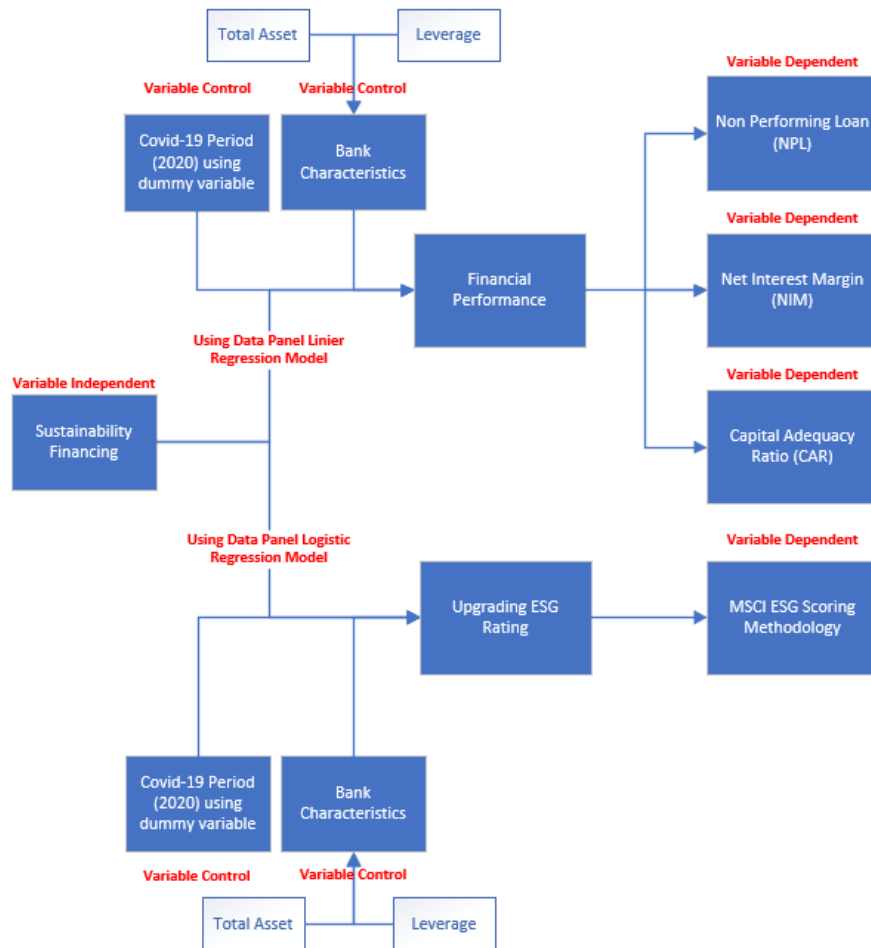 Total Asset
Leverage
Variable Dependent
Variable Control
Variable Control
Covid-19 Period
(2020) using
dummy variable
Bank
Characteristics
Non Performing Loan
(NPL)
Variable Dependent
Financial
Performance
Net Interest Margin
(NIM)
Using Data Panel Linier
Regression Model
Variable Independent
Variable Dependent
Sustainability
Financing
Capital Adequacy
Ratio (CAR)
Using Data Panel Logistic
Regression Model
Variable Dependent
Upgrading ESG
Rating
MSCI ESG Scoring
Methodology
Covid-19 Period
(2020) using
dummy variable
Bank
Characteristics
Variable Control
Variable Control
Total Asset
Leverage